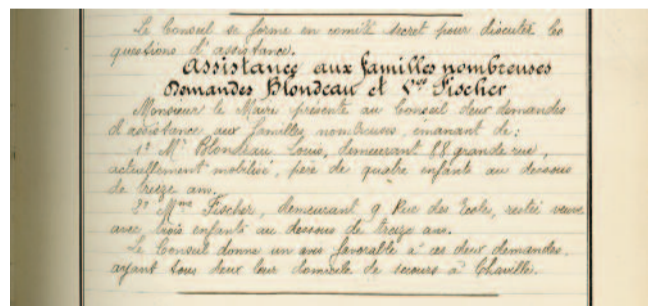 Le Conseil se forme en comité secret pour discuter les
questions d'assistance.
Assistance aux familles nombreuses
Demandes Blondeau et Vve Fischer
Monsieur le Maire présente au Conseil deux demandes
d'assistance aux familles nombreuses, émanant de :
1º Mr Blondeau Louis, demeurant 88 grande rue,
actuellement mobilisé, père de quatre enfants au dessous
de treize ans.
2º Mme Fischer, demeurant 9 Rue des Ecoles, restée veuve
avec trois enfants au dessous de treize ans.
Le Conseil donne un avis favorable à ces deux demandes,
ayant tous deux leur domicile de secours à Chaville.